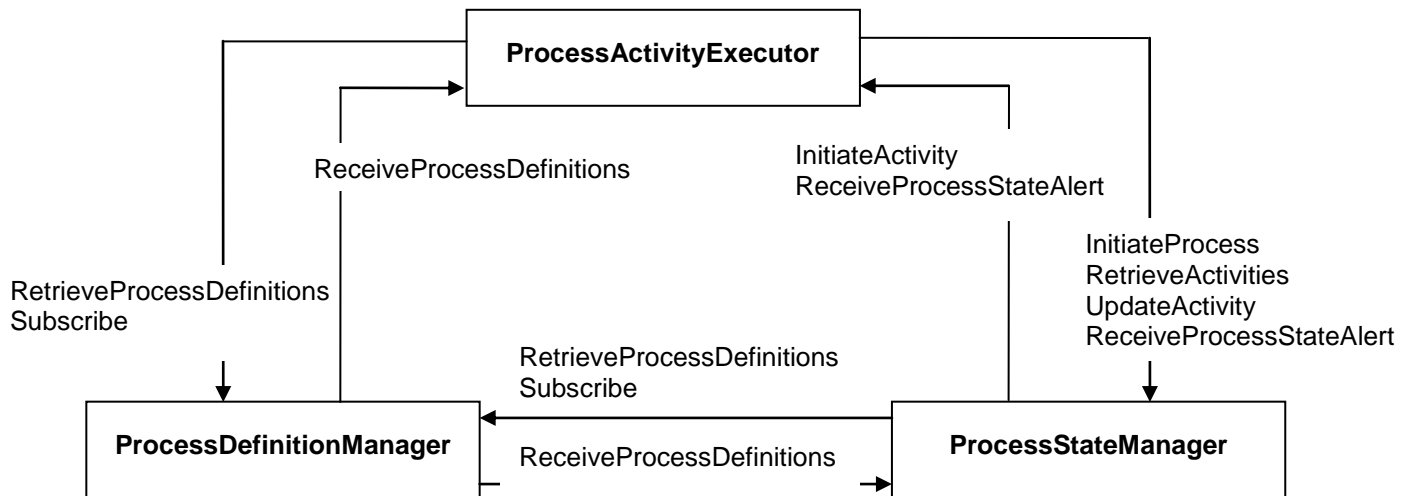 ProcessActivityExecutor
ReceiveProcessDefinitions
InitiateActivity
ReceiveProcessStateAlert
InitiateProcess
RetrieveActivities
UpdateActivity
ReceiveProcessStateAlert
RetrieveProcessDefinitions
Subscribe
RetrieveProcessDefinitions
Subscribe
ProcessDefinitionManager
ReceiveProcessDefinitions
ProcessStateManager